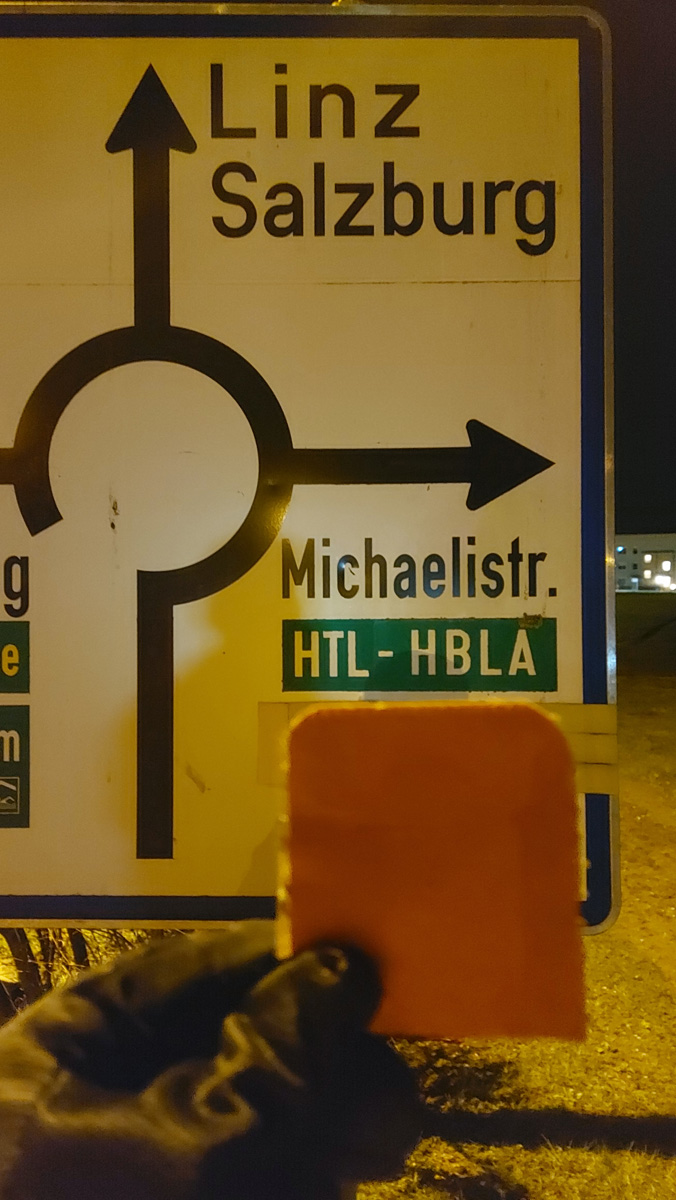 Linz
Salzburg
Michaelistr.
HTL - HBLA
g
e
m